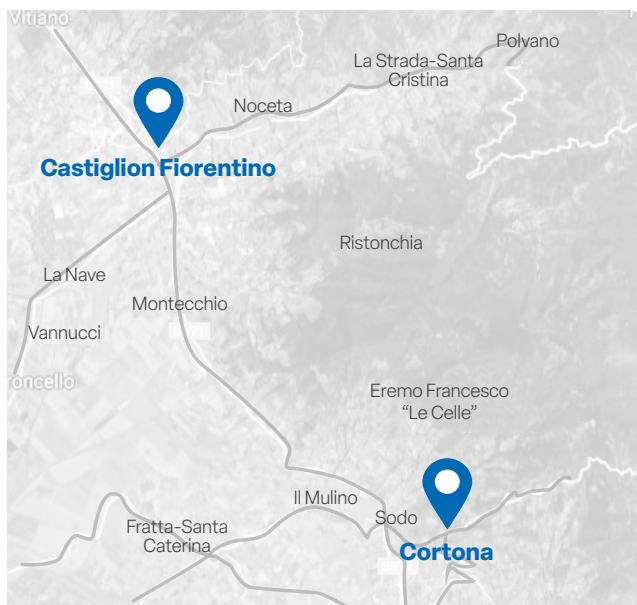 Vitiano
Polvano
La Strada-Santa
Cristina
Noceta
Castiglion Fiorentino
Ristonchia
La Nave
Montecchio
Vannucci
roncello
Eremo Francesco
“Le Celle”
Il Mulino
Sodo
Fratta-Santa
Caterina
Cortona